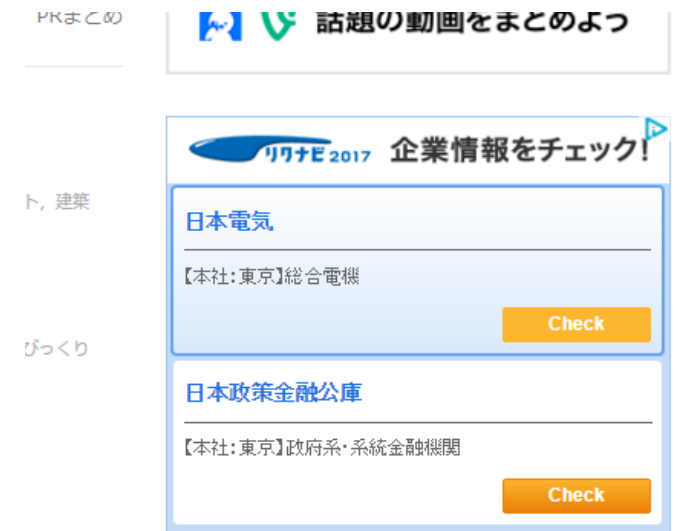 PRまとめ
話題の動画をまとめよう
リクナビ2017 企業情報をチェック!
ト, 建築
日本電気
【本社:東京】総合電機
Check
びっくり
日本政策金融公庫
【本社:東京】政府系・系統金融機関
Check